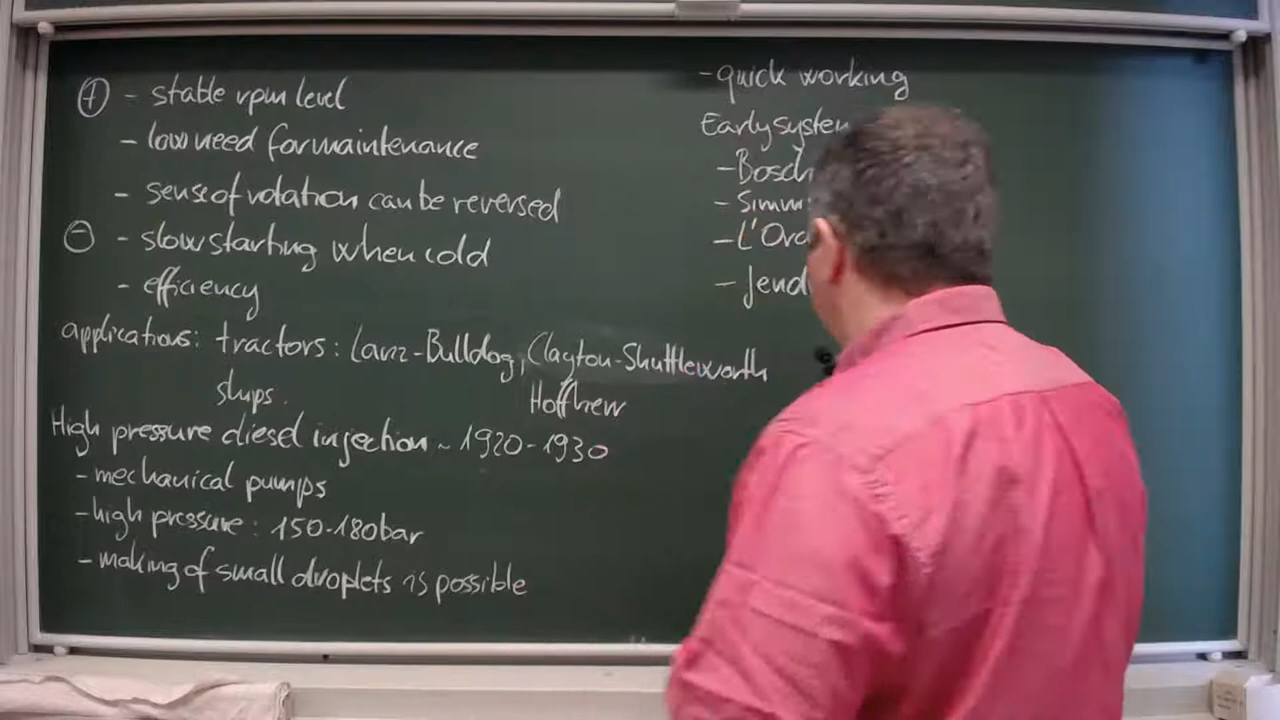 (+) - stable rpm level
- low need for maintenance
- sense of rotation can be reversed
(-) - slow starting when cold
- efficiency
applications: tractors: Lanz-Bulldog, Clayton-Shuttleworth
ships. Hofherr
High pressure diesel injection ~ 1920-1930
- mechanical pumps
- high pressure: 150-180bar
- making of small droplets is possible
- quick working
Early system
- Bosch
- Simm
- L'Ora
- Jend